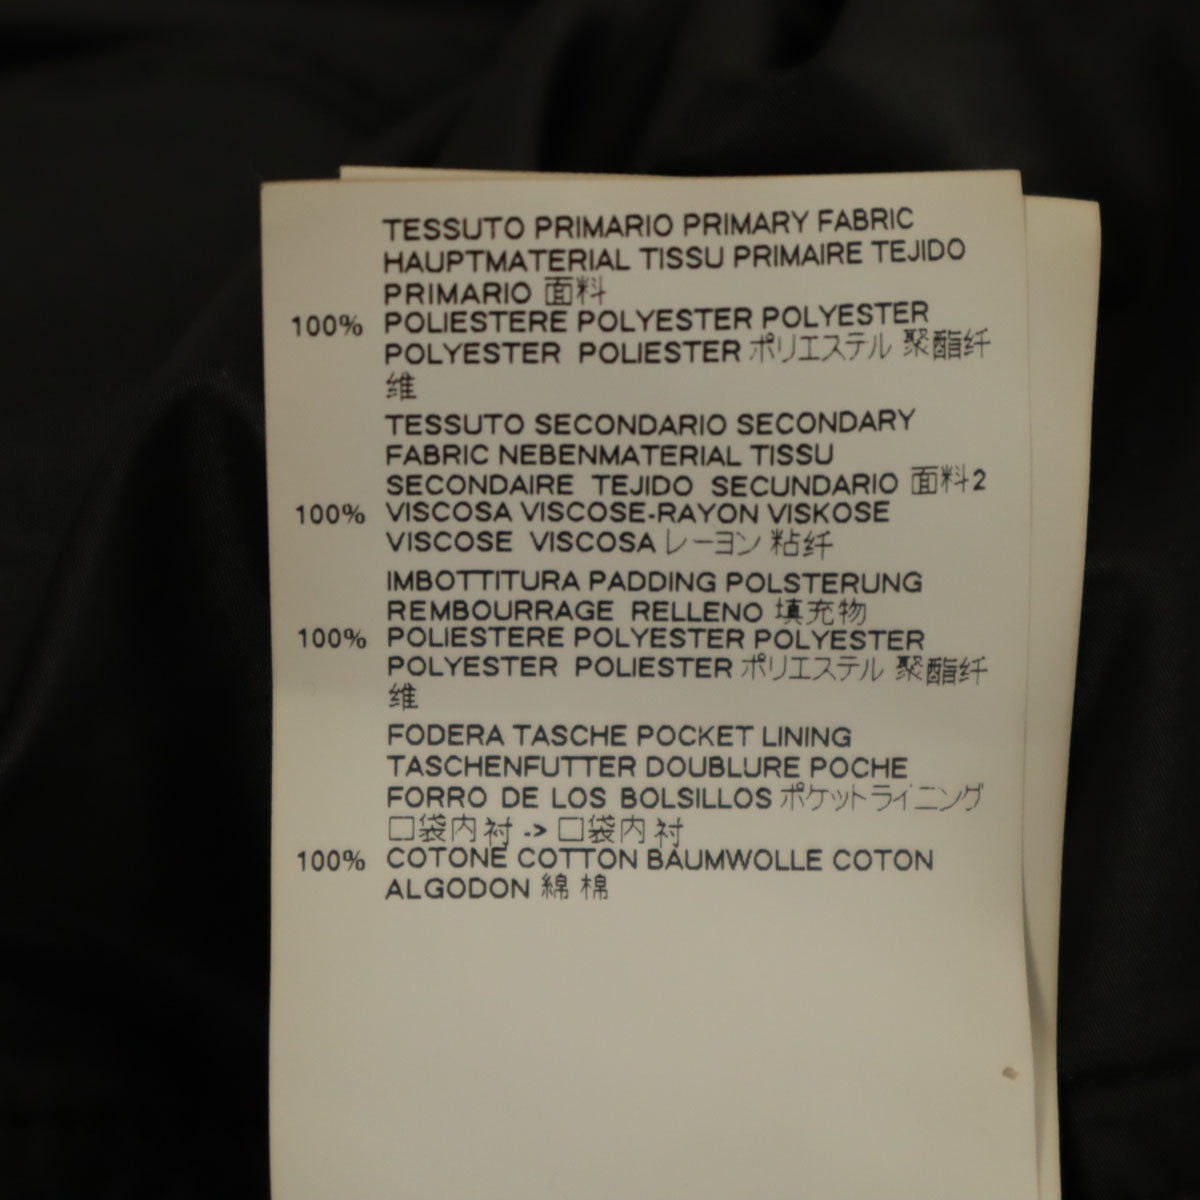 TESSUTO PRIMARIO PRIMARY FABRIC
HAUPTMATERIAL TISSU PRIMAIRE TEJIDO
PRIMARIO 面料
100% POLIESTERE POLYESTER POLYESTER
POLYESTER POLIESTER ポリエステル 聚酯纤
维
TESSUTO SECONDARIO SECONDARY
FABRIC NEBENMATERIAL TISSU
SECONDAIRE TEJIDO SECUNDARIO 面料2
100% VISCOSA VISCOSE-RAYON VISKOSE
VISCOSE VISCOSA レーヨン 粘纤
IMBOTTITURA PADDING POLSTERUNG
REMBOURRAGE RELLENO 填充物
100% POLIESTERE POLYESTER POLYESTER
POLYESTER POLIESTER ポリエステル 聚酯纤
维
FODERA TASCHE POCKET LINING
TASCHENFUTTER DOUBLURE POCHE
FORRO DE LOS BOLSILLOS ポケットライニング
口袋内衬 -> 口袋内衬
100% COTONE COTTON BAUMWOLLE COTON
ALGODON 綿 棉